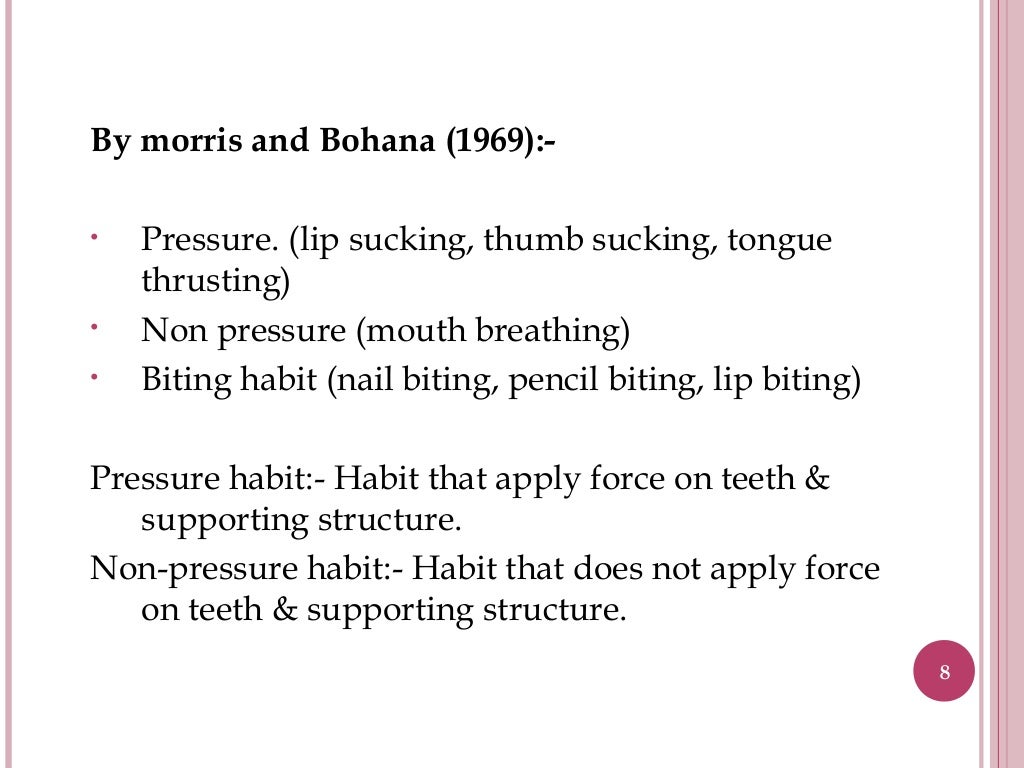 By morris and Bohana (1969):-
• Pressure. (lip sucking, thumb sucking, tongue
thrusting)
• Non pressure (mouth breathing)
• Biting habit (nail biting, pencil biting, lip biting)
Pressure habit:- Habit that apply force on teeth &
supporting structure.
Non-pressure habit:- Habit that does not apply force
on teeth & supporting structure.
8